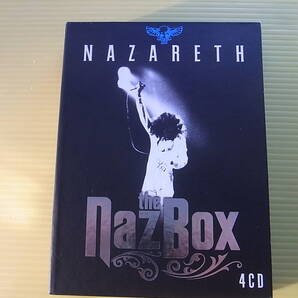 NAZARETH
the
NazBox
4CD